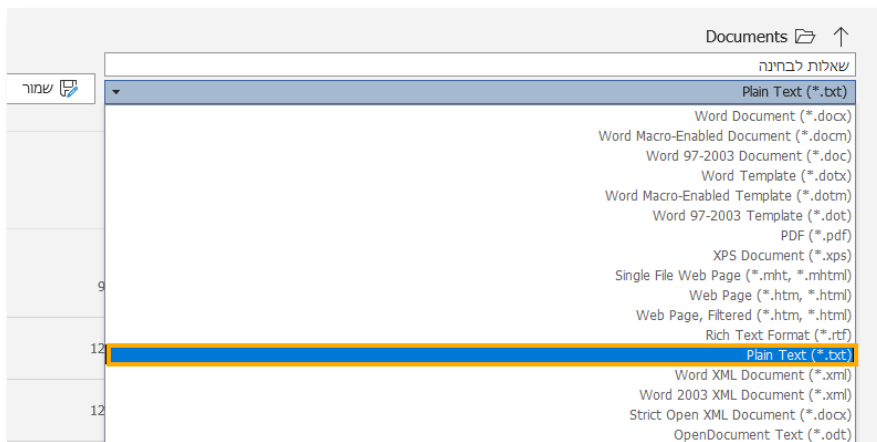 Documents
שאלות לבחינה
שמור
Plain Text (*.txt)
Word Document (*.docx)
Word Macro-Enabled Document (*.docm)
Word 97-2003 Document (*.doc)
Word Template (*.dotx)
Word Macro-Enabled Template (*.dotm)
Word 97-2003 Template (*.dot)
PDF (*.pdf)
XPS Document (*.xps)
Single File Web Page (*.mht, *.mhtml)
Web Page (*.htm, *.html)
Web Page, Filtered (*.htm, *.html)
Rich Text Format (*.rtf)
Plain Text (*.txt)
Word XML Document (*.xml)
Word 2003 XML Document (*.xml)
Strict Open XML Document (*.docx)
OpenDocument Text (*.odt)
9
12
12